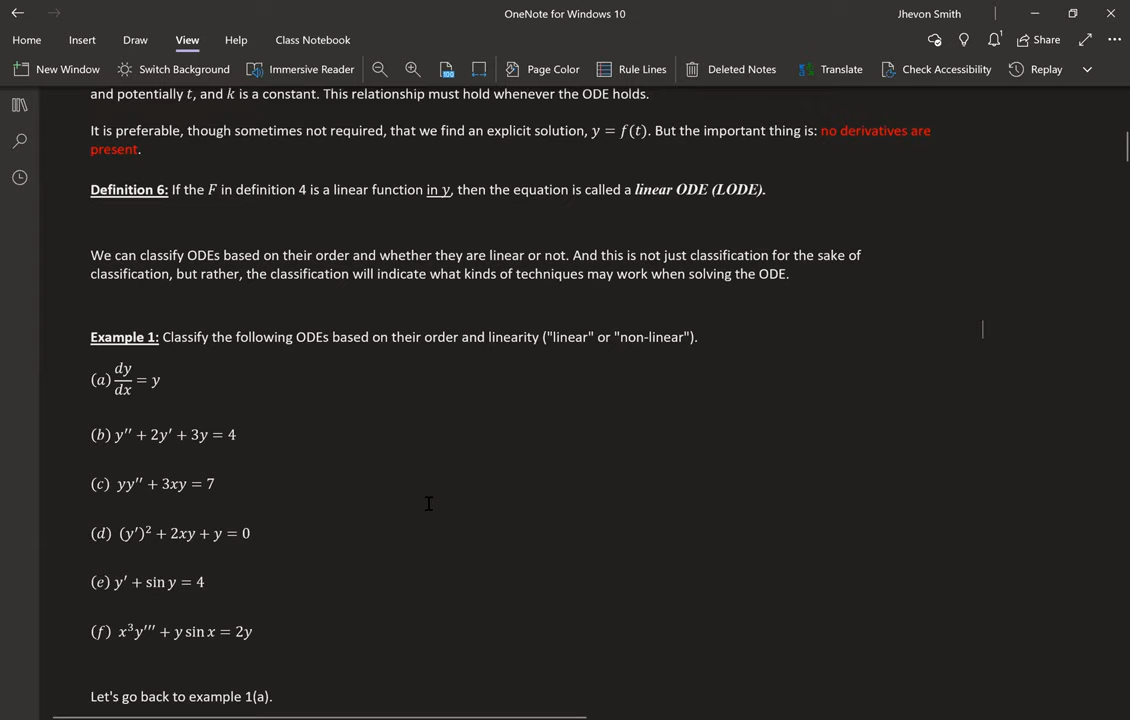 OneNote for Windows 10
Jhevon Smith
Home Insert Draw View Help Class Notebook
1 Share
New Window Switch Background Immersive Reader 100 Page Color Rule Lines Deleted Notes Translate Check Accessibility Replay
and potentially t, and k is a constant. This relationship must hold whenever the ODE holds.
It is preferable, though sometimes not required, that we find an explicit solution, y = f(t). But the important thing is: no derivatives are
present.
Definition 6: If the F in definition 4 is a linear function in y, then the equation is called a linear ODE (LODE).
We can classify ODEs based on their order and whether they are linear or not. And this is not just classification for the sake of
classification, but rather, the classification will indicate what kinds of techniques may work when solving the ODE.
Example 1: Classify the following ODEs based on their order and linearity ("linear" or "non-linear").
(a) dy/dx = y
(b) y′′ + 2y′ + 3y = 4
(c) yy′′ + 3xy = 7
(d) (y′)² + 2xy + y = 0
(e) y′ + sin y = 4
(f) x³y′′′ + y sin x = 2y
Let's go back to example 1(a).